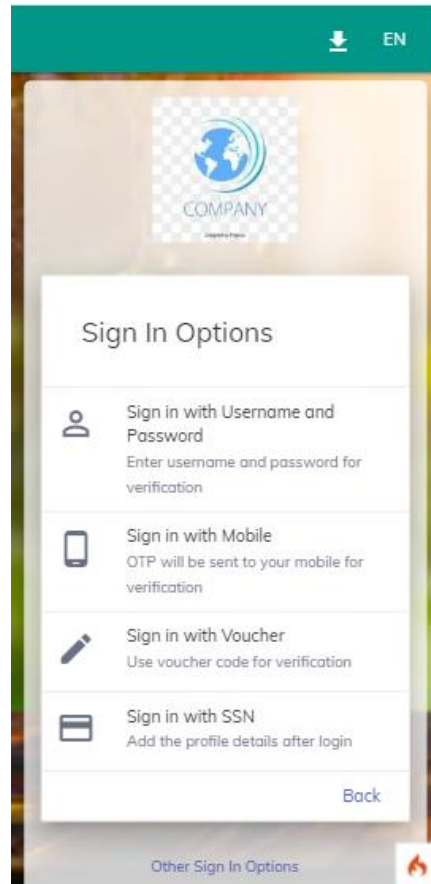 EN
COMPANY
Sign In Options
Sign in with Username and
Password
Enter username and password for
verification
Sign in with Mobile
OTP will be sent to your mobile for
verification
Sign in with Voucher
Use voucher code for verification
Sign in with SSN
Add the profile details after login
Back
Other Sign In Options